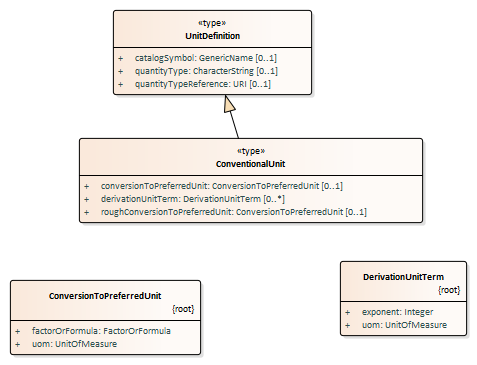 «type»
UnitDefinition
+ catalogSymbol: GenericName [0..1]
+ quantityType: CharacterString [0..1]
+ quantityTypeReference: URI [0..1]
«type»
ConventionalUnit
+ conversionToPreferredUnit: ConversionToPreferredUnit [0..1]
+ derivationUnitTerm: DerivationUnitTerm [0..*]
+ roughConversionToPreferredUnit: ConversionToPreferredUnit [0..1]
ConversionToPreferredUnit
{root}
+ factorOrFormula: FactorOrFormula
+ uom: UnitOfMeasure
DerivationUnitTerm
{root}
+ exponent: Integer
+ uom: UnitOfMeasure